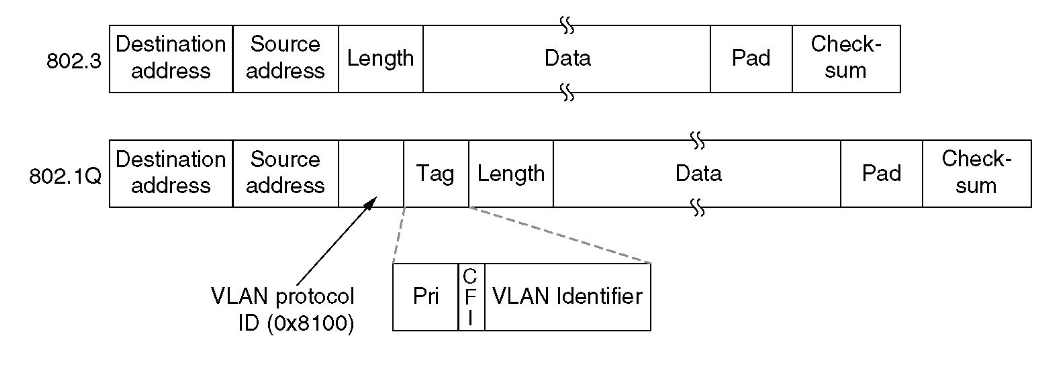 802.3
Destination
address
Source
address
Length
Data
Pad
Check-
sum
802.1Q
Destination
address
Source
address
Tag
Length
Data
Pad
Check-
sum
VLAN protocol
ID (0x8100)
Pri
C
F
I
VLAN Identifier